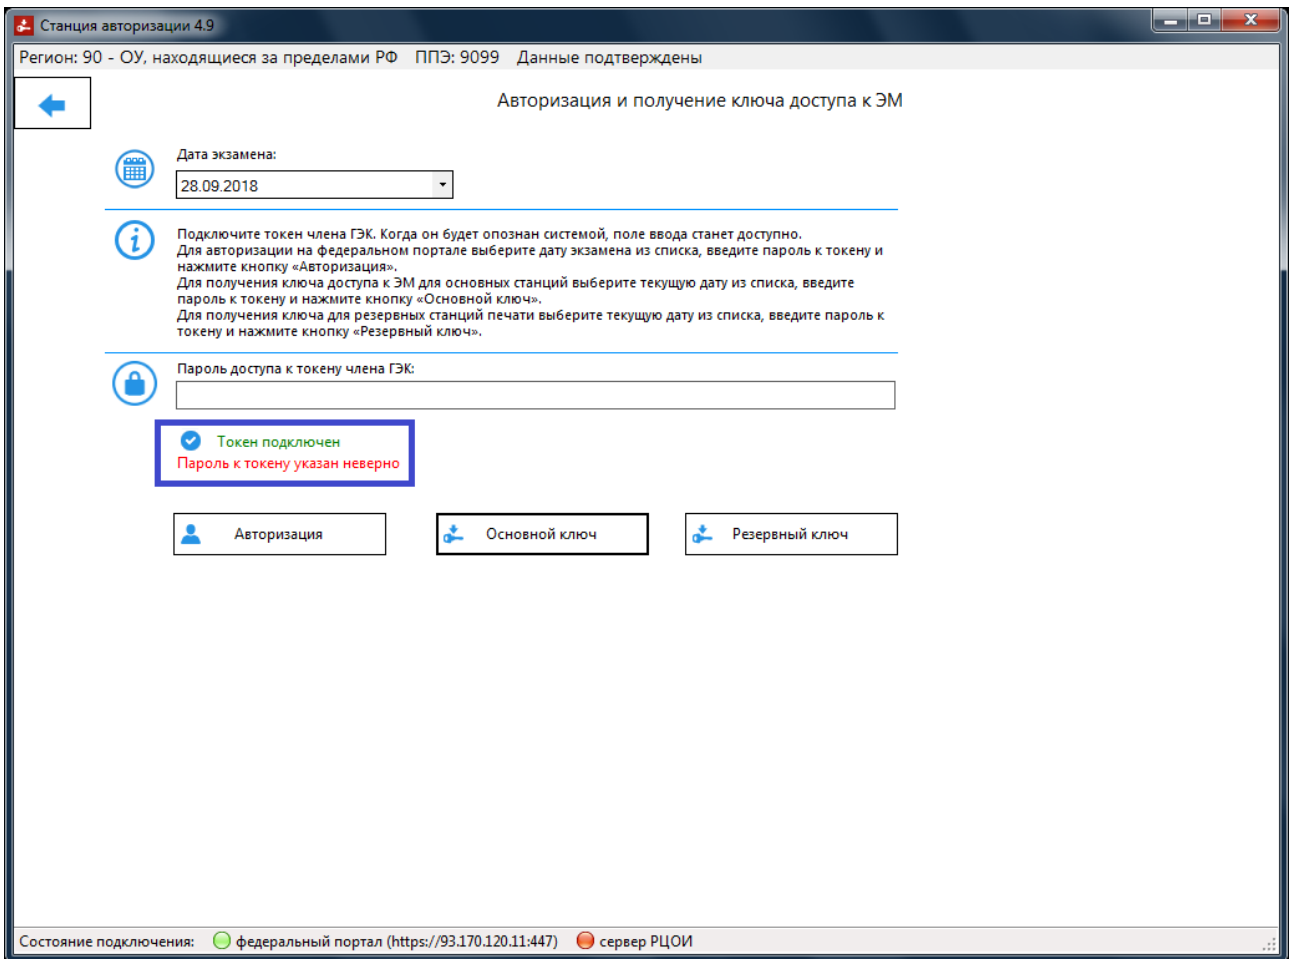 Станция авторизации 4.9
Регион: 90 - ОУ, находящиеся за пределами РФ ППЭ: 9099 Данные подтверждены
Авторизация и получение ключа доступа к ЭМ
Дата экзамена:
28.09.2018
Подключите токен члена ГЭК. Когда он будет опознан системой, поле ввода станет доступно.
Для авторизации на федеральном портале выберите дату экзамена из списка, введите пароль к токену и
нажмите кнопку «Авторизация».
Для получения ключа доступа к ЭМ для основных станций выберите текущую дату из списка, введите
пароль к токену и нажмите кнопку «Основной ключ».
Для получения ключа для резервных станций печати выберите текущую дату из списка, введите пароль к
токену и нажмите кнопку «Резервный ключ».
Пароль доступа к токену члена ГЭК:
Токен подключен
Пароль к токену указан неверно
Авторизация Основной ключ Резервный ключ
Состояние подключения: федеральный портал (https://93.170.120.11:447) сервер РЦОИ